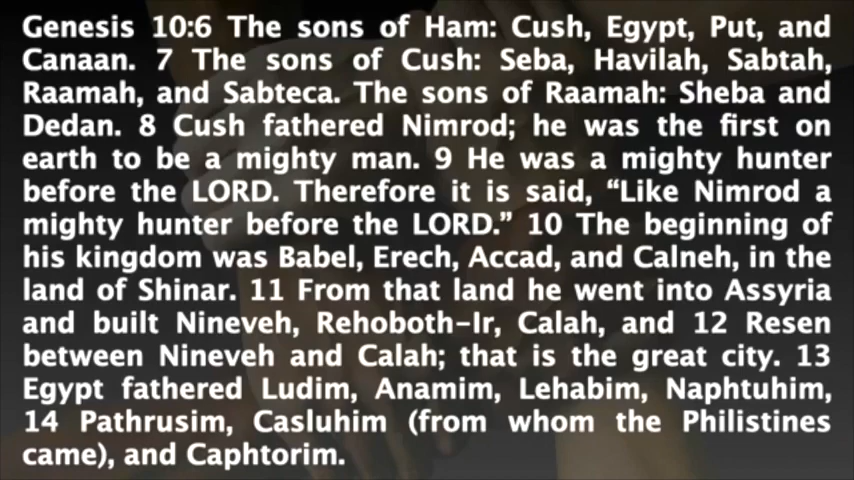 Genesis 10:6 The sons of Ham: Cush, Egypt, Put, and
Canaan. 7 The sons of Cush: Seba, Havilah, Sabtah,
Raamah, and Sabteca. The sons of Raamah: Sheba and
Dedan. 8 Cush fathered Nimrod; he was the first on
earth to be a mighty man. 9 He was a mighty hunter
before the LORD. Therefore it is said, “Like Nimrod a
mighty hunter before the LORD.” 10 The beginning of
his kingdom was Babel, Erech, Accad, and Calneh, in the
land of Shinar. 11 From that land he went into Assyria
and built Nineveh, Rehoboth-Ir, Calah, and 12 Resen
between Nineveh and Calah; that is the great city. 13
Egypt fathered Ludim, Anamim, Lehabim, Naphtuhim,
14 Pathrusim, Casluhim (from whom the Philistines
came), and Caphtorim.